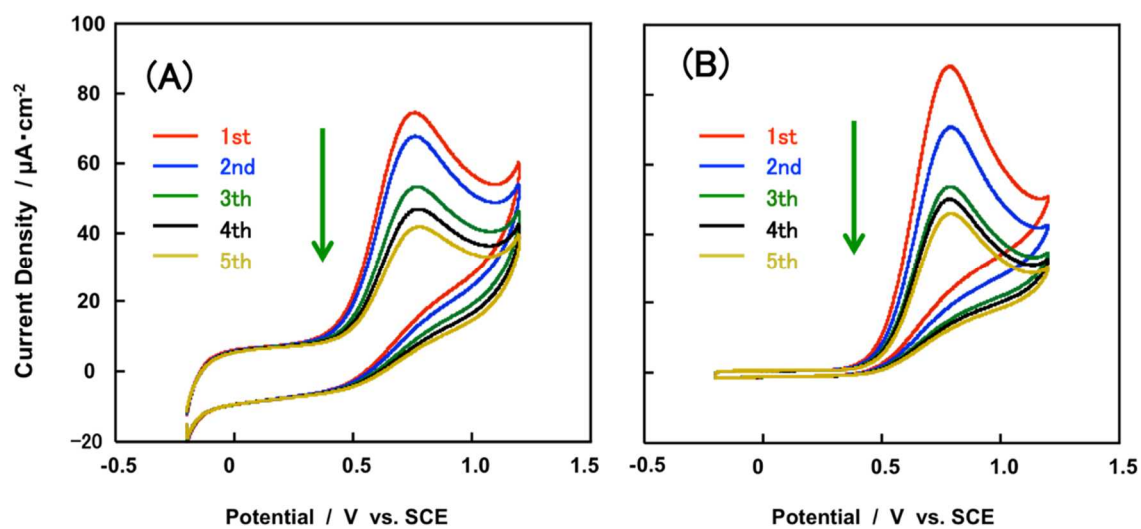 Current Density / μA・cm-2
100
80
60
40
20
0
−20
(A)
1st
2nd
3th
4th
5th
-0.5
0
0.5
1.0
1.5
Potential / V vs. SCE
(B)
1st
2nd
3th
4th
5th
-0.5
0
0.5
1.0
1.5
Potential / V vs. SCE